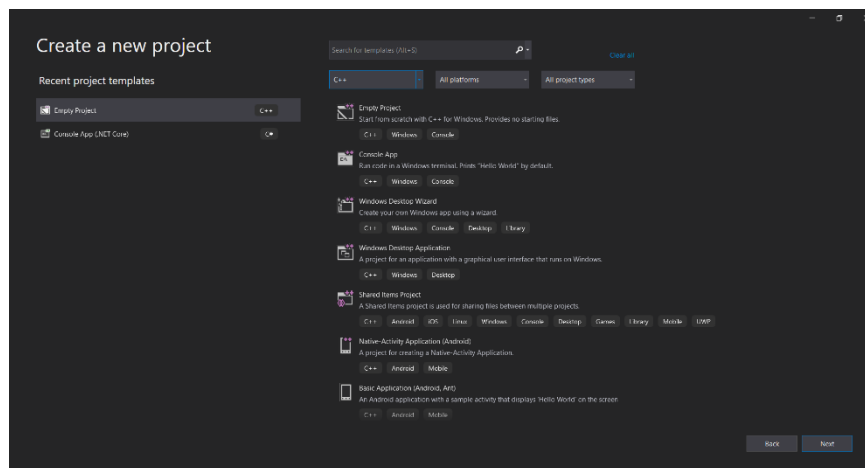 Create a new project
Search for templates (Alt+S)
Clear all
Recent project templates
C++
All platforms
All project types
Empty Project
C++
Console App (.NET Core)
C#
Empty Project
Start from scratch with C++ for Windows. Provides no starting files.
C++ Windows Console
Console App
Run code in a Windows terminal. Prints "Hello World" by default.
C++ Windows Console
Windows Desktop Wizard
Create your own Windows app using a wizard.
C++ Windows Console Desktop Library
Windows Desktop Application
A project for an application with a graphical user interface that runs on Windows.
C++ Windows Desktop
Shared Items Project
A Shared Items project is used for sharing files between multiple projects.
C++ Android iOS Linux Windows Console Desktop Games Library Mobile UWP
Native-Activity Application (Android)
A project for creating a Native-Activity Application.
C++ Android Mobile
Basic Application (Android, Ant)
An Android application with a sample activity that displays 'Hello World' on the screen
C++ Android Mobile
Back
Next